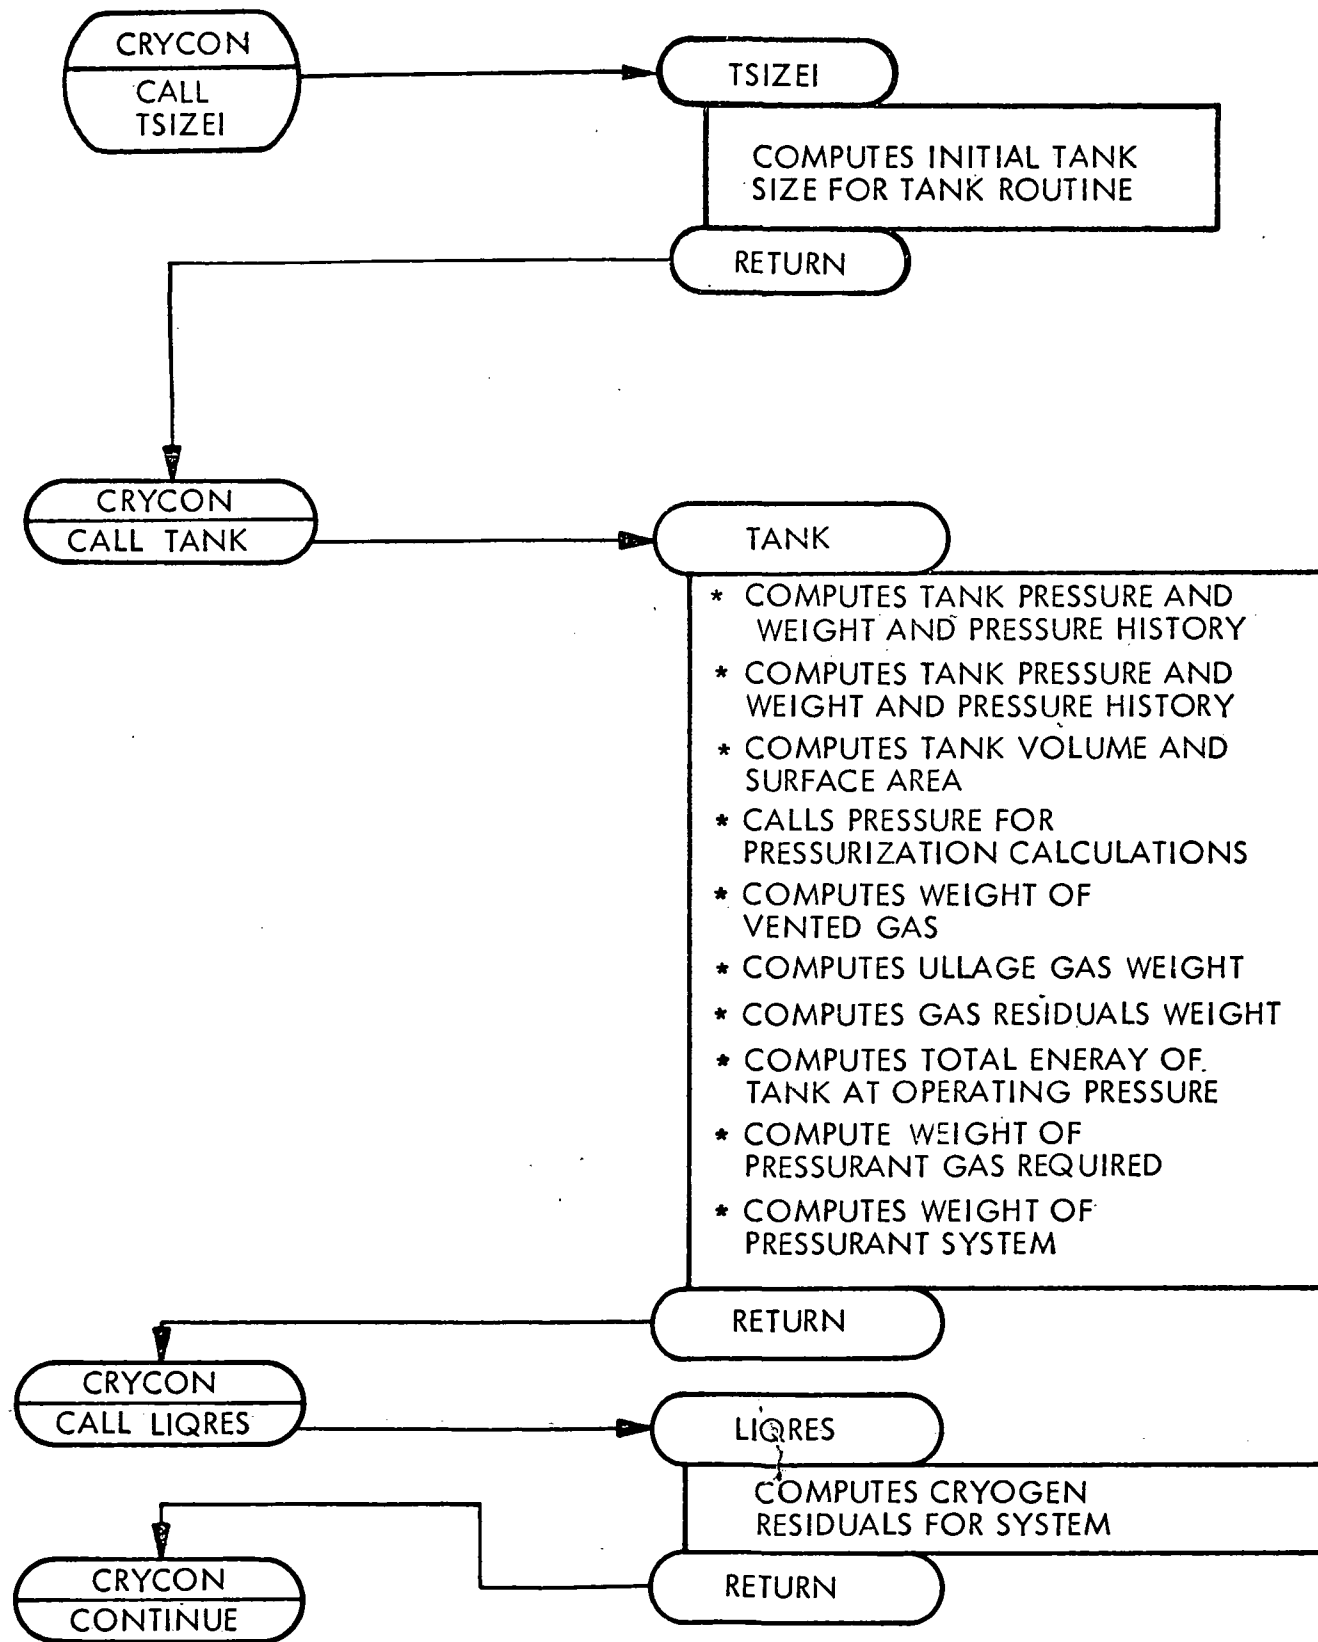 CRYCON
CALL
TSIZEI
TSIZEI
COMPUTES INITIAL TANK
SIZE FOR TANK ROUTINE
RETURN
CRYCON
CALL TANK
TANK
* COMPUTES TANK PRESSURE AND
WEIGHT AND PRESSURE HISTORY
* COMPUTES TANK PRESSURE AND
WEIGHT AND PRESSURE HISTORY
* COMPUTES TANK VOLUME AND
SURFACE AREA
* CALLS PRESSURE FOR
PRESSURIZATION CALCULATIONS
* COMPUTES WEIGHT OF
VENTED GAS
* COMPUTES ULLAGE GAS WEIGHT
* COMPUTES GAS RESIDUALS WEIGHT
* COMPUTES TOTAL ENERAY OF
TANK AT OPERATING PRESSURE
* COMPUTE WEIGHT OF
PRESSURANT GAS REQUIRED
* COMPUTES WEIGHT OF
PRESSURANT SYSTEM
RETURN
CRYCON
CALL LIQRES
LIQRES
COMPUTES CRYOGEN
RESIDUALS FOR SYSTEM
RETURN
CRYCON
CONTINUE